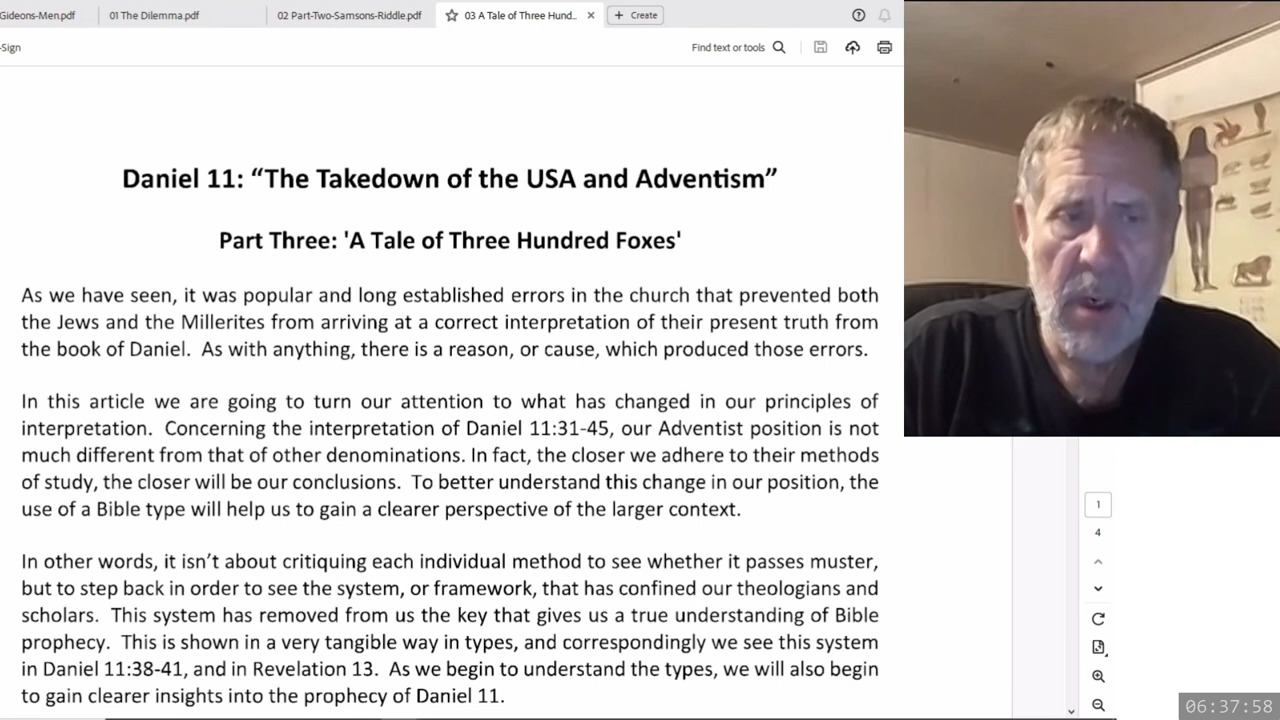 Gideons-Men.pdf
01 The Dilemma.pdf
02 Part-Two-Samsons-Riddle.pdf
03 A Tale of Three Hund...
Create
-Sign
Find text or tools
Daniel 11: “The Takedown of the USA and Adventism”
Part Three: 'A Tale of Three Hundred Foxes'
As we have seen, it was popular and long established errors in the church that prevented both
the Jews and the Millerites from arriving at a correct interpretation of their present truth from
the book of Daniel.  As with anything, there is a reason, or cause, which produced those errors.
In this article we are going to turn our attention to what has changed in our principles of
interpretation.  Concerning the interpretation of Daniel 11:31-45, our Adventist position is not
much different from that of other denominations. In fact, the closer we adhere to their methods
of study, the closer will be our conclusions.  To better understand this change in our position, the
use of a Bible type will help us to gain a clearer perspective of the larger context.
In other words, it isn’t about critiquing each individual method to see whether it passes muster,
but to step back in order to see the system, or framework, that has confined our theologians and
scholars.  This system has removed from us the key that gives us a true understanding of Bible
prophecy.  This is shown in a very tangible way in types, and correspondingly we see this system
in Daniel 11:38-41, and in Revelation 13.  As we begin to understand the types, we will also begin
to gain clearer insights into the prophecy of Daniel 11.
1
4
06:37:58